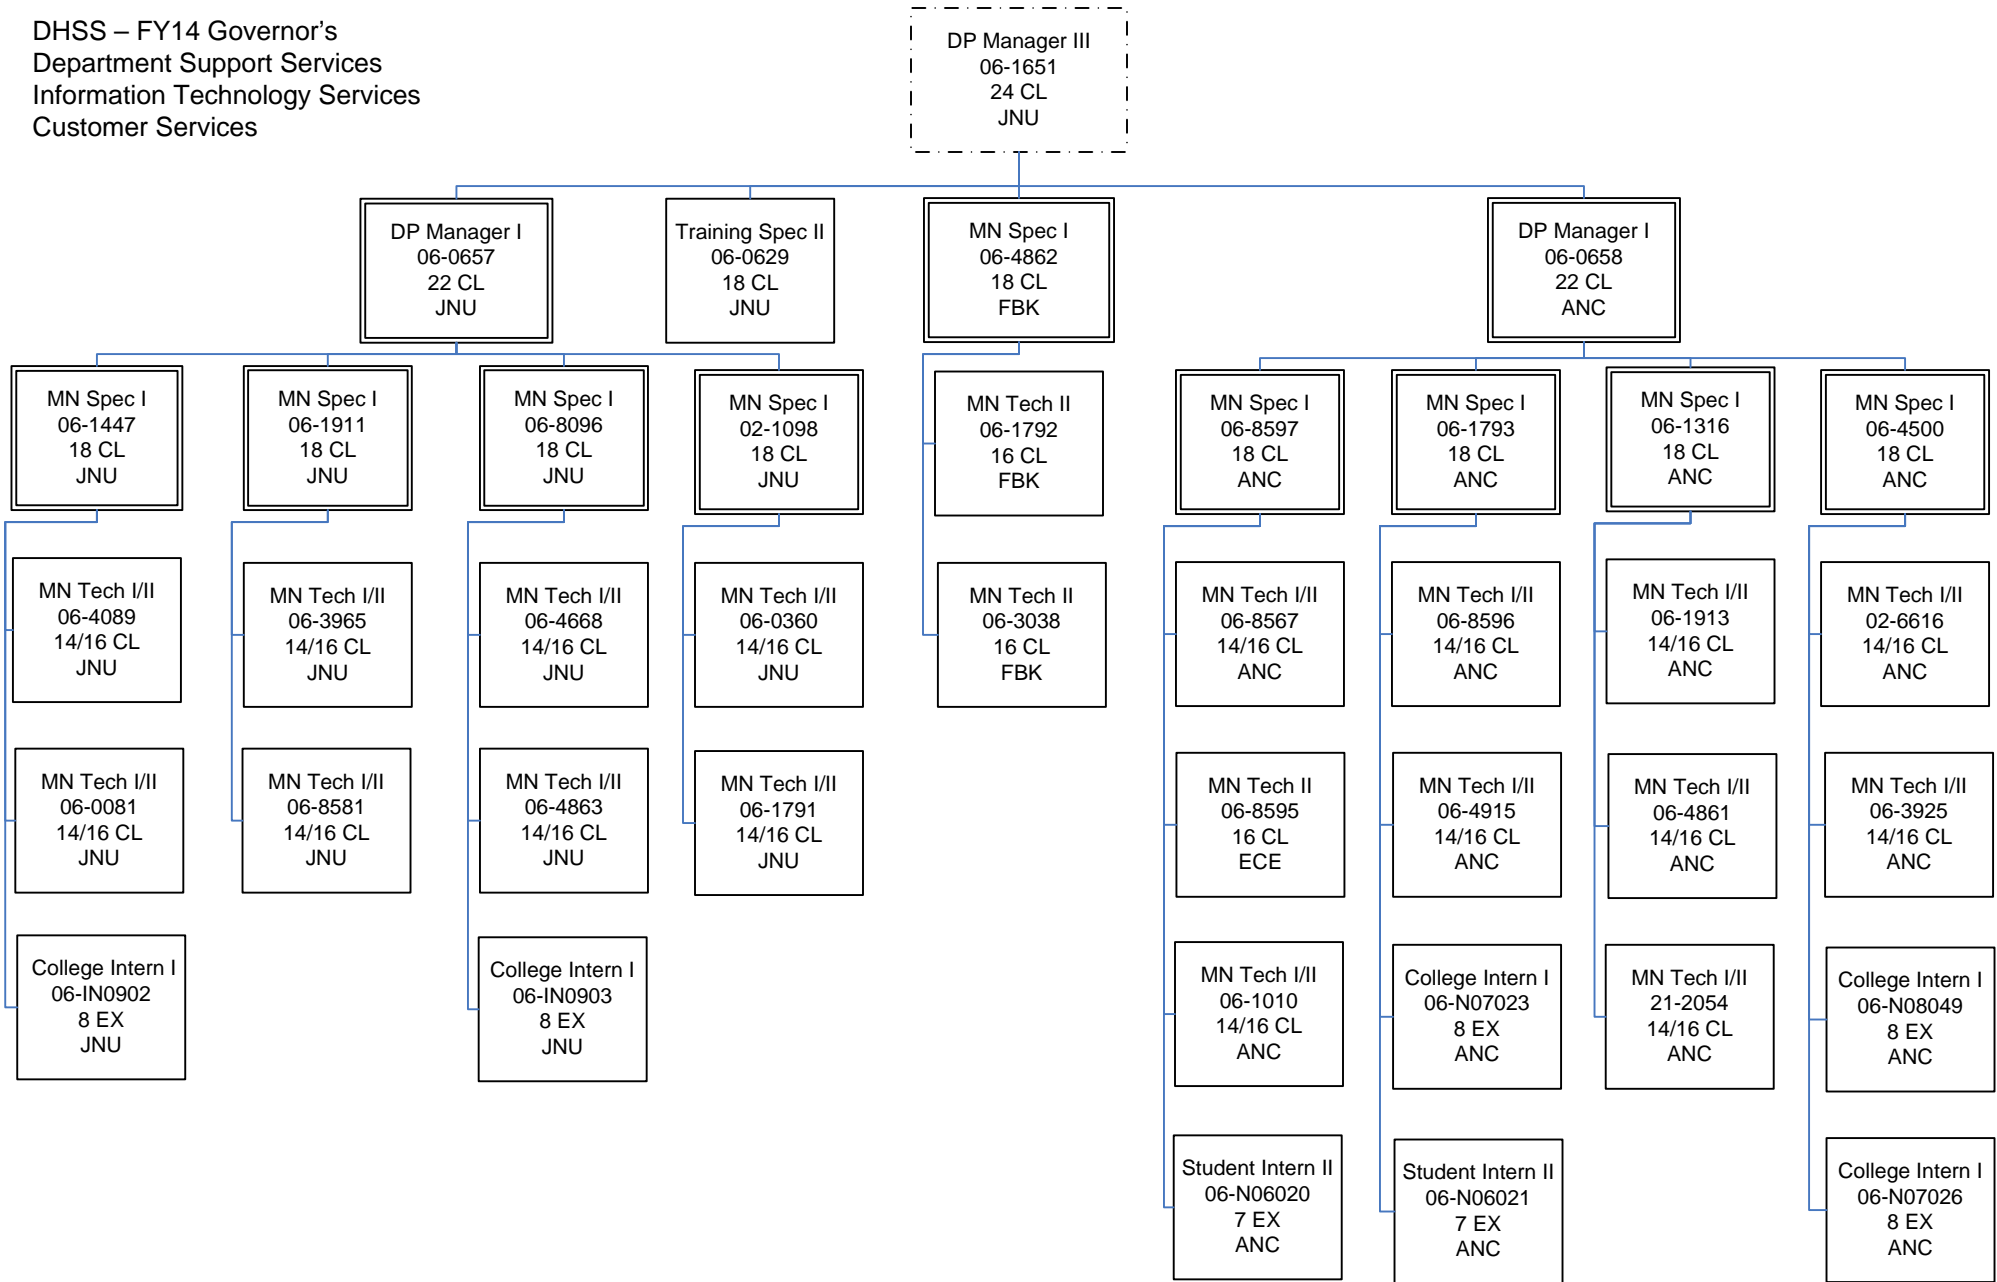 DHSS – FY14 Governor's
Department Support Services
Information Technology Services
Customer Services
DP Manager III
06-1651
24 CL
JNU
DP Manager I
06-0657
22 CL
JNU
Training Spec II
06-0629
18 CL
JNU
MN Spec I
06-4862
18 CL
FBK
DP Manager I
06-0658
22 CL
ANC
MN Spec I
06-1447
18 CL
JNU
MN Spec I
06-1911
18 CL
JNU
MN Spec I
06-8096
18 CL
JNU
MN Spec I
02-1098
18 CL
JNU
MN Tech II
06-1792
16 CL
FBK
MN Spec I
06-8597
18 CL
ANC
MN Spec I
06-1793
18 CL
ANC
MN Spec I
06-1316
18 CL
ANC
MN Spec I
06-4500
18 CL
ANC
MN Tech I/II
06-4089
14/16 CL
JNU
MN Tech I/II
06-3965
14/16 CL
JNU
MN Tech I/II
06-4668
14/16 CL
JNU
MN Tech I/II
06-0360
14/16 CL
JNU
MN Tech II
06-3038
16 CL
FBK
MN Tech I/II
06-8567
14/16 CL
ANC
MN Tech I/II
06-8596
14/16 CL
ANC
MN Tech I/II
06-1913
14/16 CL
ANC
MN Tech I/II
02-6616
14/16 CL
ANC
MN Tech I/II
06-0081
14/16 CL
JNU
MN Tech I/II
06-8581
14/16 CL
JNU
MN Tech I/II
06-4863
14/16 CL
JNU
MN Tech I/II
06-1791
14/16 CL
JNU
MN Tech II
06-8595
16 CL
ECE
MN Tech I/II
06-4915
14/16 CL
ANC
MN Tech I/II
06-4861
14/16 CL
ANC
MN Tech I/II
06-3925
14/16 CL
ANC
College Intern I
06-IN0902
8 EX
JNU
College Intern I
06-IN0903
8 EX
JNU
MN Tech I/II
06-1010
14/16 CL
ANC
College Intern I
06-N07023
8 EX
ANC
MN Tech I/II
21-2054
14/16 CL
ANC
College Intern I
06-N08049
8 EX
ANC
Student Intern II
06-N06020
7 EX
ANC
Student Intern II
06-N06021
7 EX
ANC
College Intern I
06-N07026
8 EX
ANC